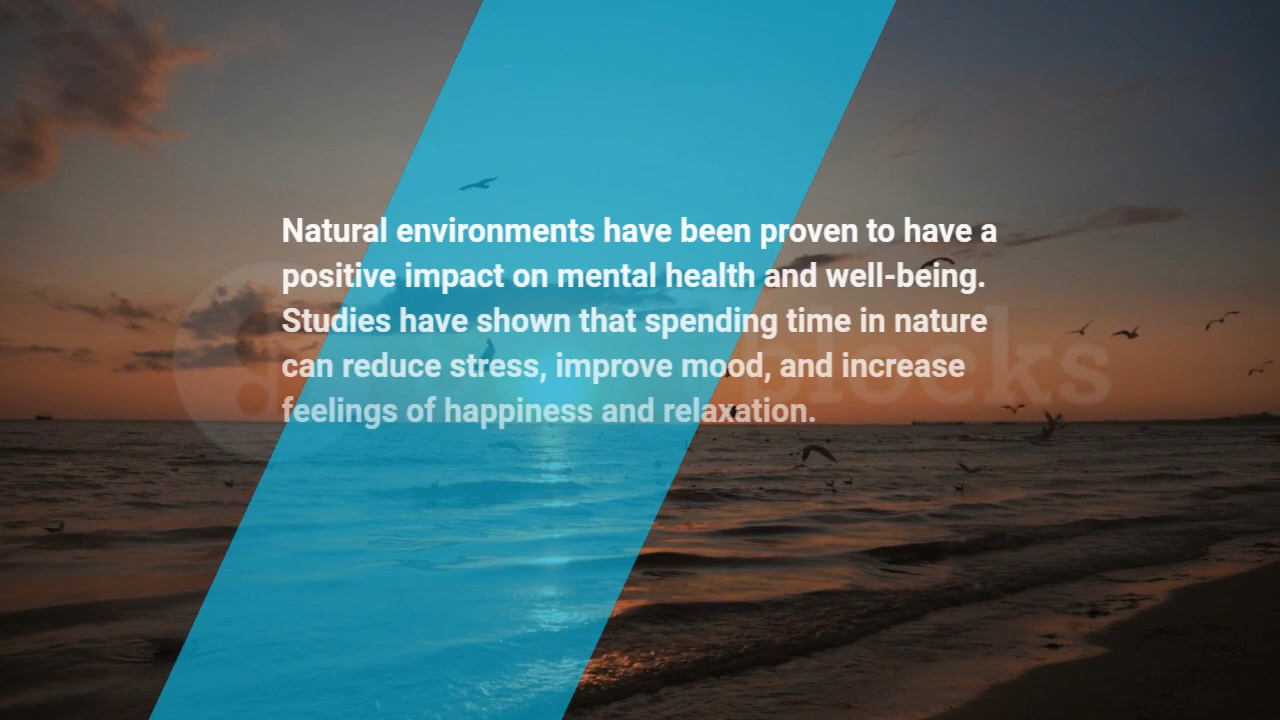 Natural environments have been proven to have a
positive impact on mental health and well-being.
Studies have shown that spending time in nature
can reduce stress, improve mood, and increase
feelings of happiness and relaxation.